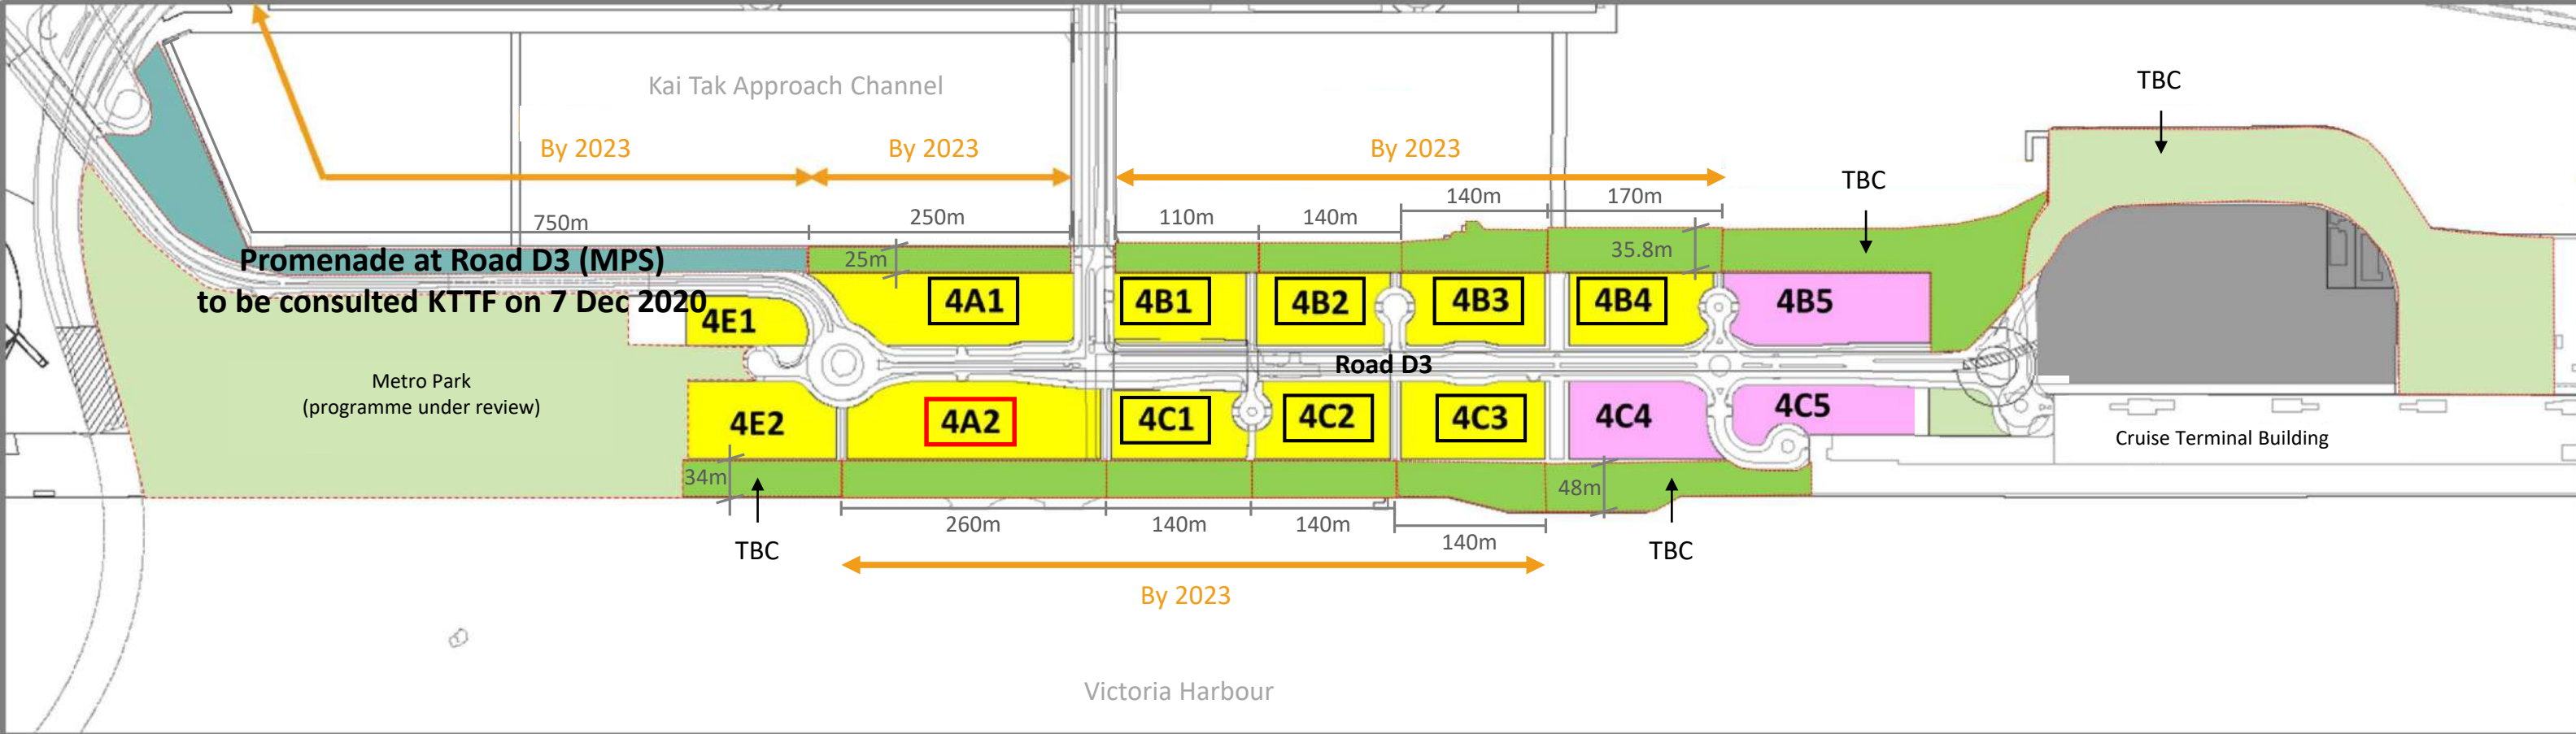 Kai Tak Approach Channel
TBC
By 2023
By 2023
By 2023
TBC
140m
170m
750m
250m
110m
140m
25m
35.8m
Promenade at Road D3 (MPS)
to be consulted KTTF on 7 Dec 2020
4E1
4A1
4B1
4B2
4B3
4B4
4B5
Road D3
Metro Park
(programme under review)
4E2
4A2
4C1
4C2
4C3
4C4
4C5
Cruise Terminal Building
34m
48m
260m
140m
140m
140m
TBC
TBC
By 2023
Victoria Harbour